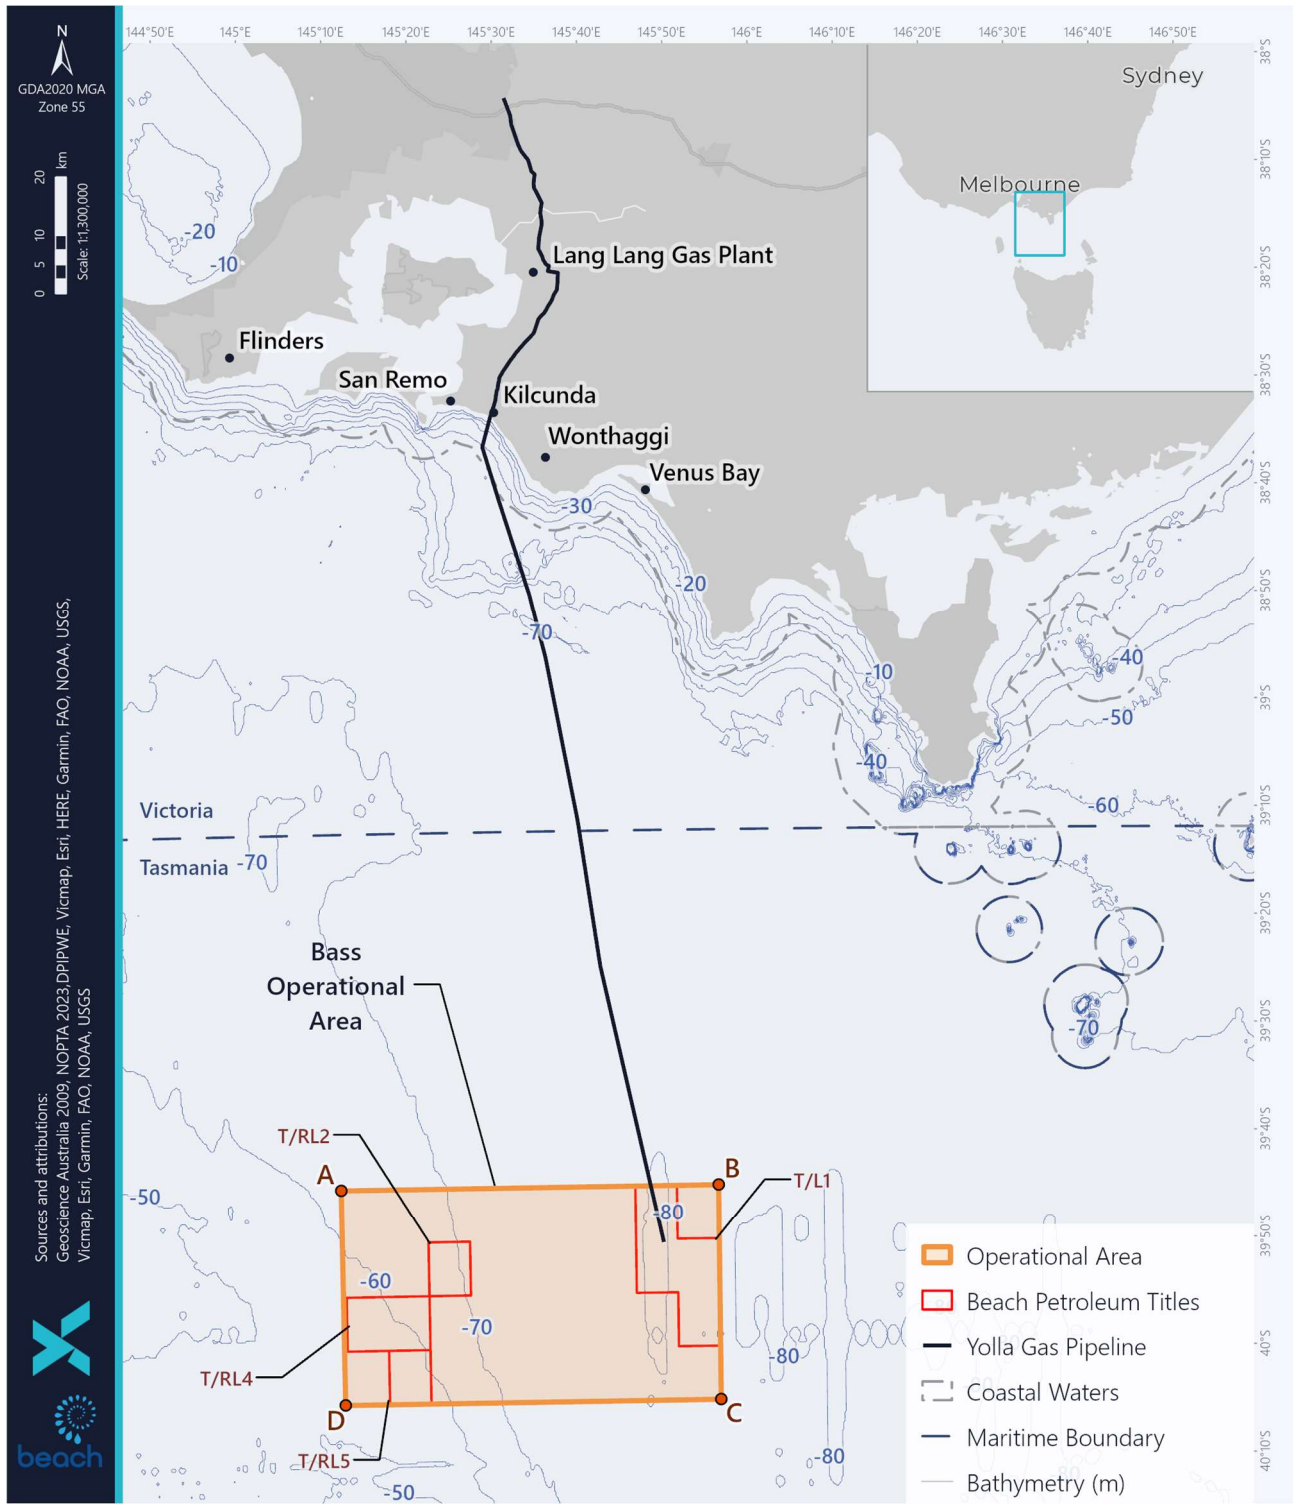 144°50'E 145°E 145°10'E 145°20'E 145°30'E 145°40'E 145°50'E 146°E 146°10'E 146°20'E 146°30'E 146°40'E 146°50'E
N
GDA2020 MGA
Zone 55
0 5 10 20 km
Scale: 1:1,300,000
Sources and attributions:
Geoscience Australia 2009, NOPTA 2023,DPIPWE, Vicmap, Esri, HERE, Garmin, FAO, NOAA, USGS,
Vicmap, Esri, Garmin, FAO, NOAA, USGS
beach
38°S
38°10'S
38°20'S
38°30'S
38°40'S
38°50'S
39°S
39°10'S
39°20'S
39°30'S
39°40'S
39°50'S
40°S
40°10'S
Sydney
Melbourne
-20
-10
Lang Lang Gas Plant
Flinders
San Remo
Kilcunda
Wonthaggi
Venus Bay
-30
-20
-70
-10
-40
-50
-40
-60
Victoria
Tasmania
-70
-70
Bass
Operational
Area
T/RL2
A
B
T/L1
-50
-80
-60
-70
-80
T/RL4
D
C
T/RL5
-50
-80
Operational Area
Beach Petroleum Titles
Yolla Gas Pipeline
Coastal Waters
Maritime Boundary
Bathymetry (m)